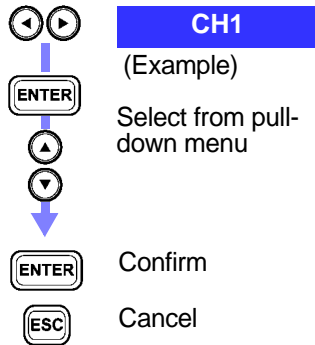 CH1
(Example)
ENTER
Select from pull-
down menu
ENTER Confirm
ESC Cancel